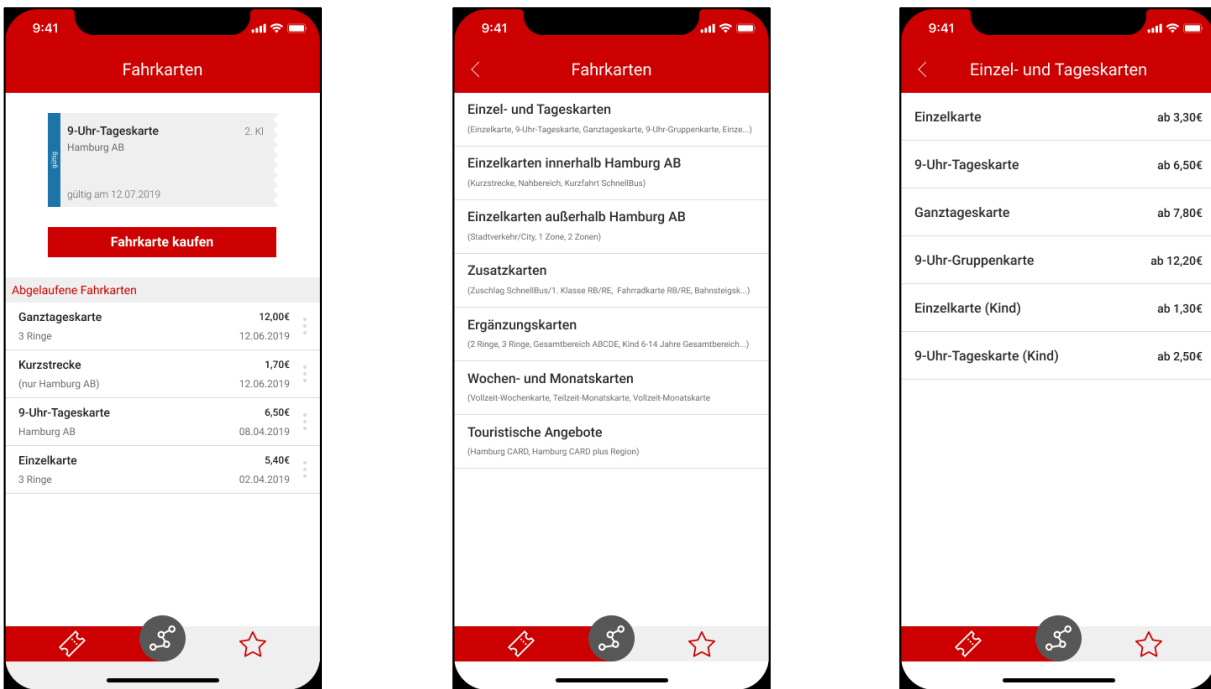 9:41
Fahrkarten
9-Uhr-Tageskarte 2. Kl
Hamburg AB
gültig
gültig am 12.07.2019
Fahrkarte kaufen
Abgelaufene Fahrkarten
Ganztageskarte 12,00€
3 Ringe 12.06.2019
Kurzstrecke 1,70€
(nur Hamburg AB) 12.06.2019
9-Uhr-Tageskarte 6,50€
Hamburg AB 08.04.2019
Einzelkarte 5,40€
3 Ringe 02.04.2019
9:41
Fahrkarten
Einzel- und Tageskarten
(Einzelkarte, 9-Uhr-Tageskarte, Ganztageskarte, 9-Uhr-Gruppenkarte, Einze...)
Einzelkarten innerhalb Hamburg AB
(Kurzstrecke, Nahbereich, Kurzfahrt SchnellBus)
Einzelkarten außerhalb Hamburg AB
(Stadtverkehr/City, 1 Zone, 2 Zonen)
Zusatzkarten
(Zuschlag SchnellBus/1. Klasse RB/RE, Fahrradkarte RB/RE, Bahnsteigsk...)
Ergänzungskarten
(2 Ringe, 3 Ringe, Gesamtbereich ABCDE, Kind 6-14 Jahre Gesamtbereich...)
Wochen- und Monatskarten
(Vollzeit-Wochenkarte, Teilzeit-Monatskarte, Vollzeit-Monatskarte
Touristische Angebote
(Hamburg CARD, Hamburg CARD plus Region)
9:41
Einzel- und Tageskarten
Einzelkarte ab 3,30€
9-Uhr-Tageskarte ab 6,50€
Ganztageskarte ab 7,80€
9-Uhr-Gruppenkarte ab 12,20€
Einzelkarte (Kind) ab 1,30€
9-Uhr-Tageskarte (Kind) ab 2,50€